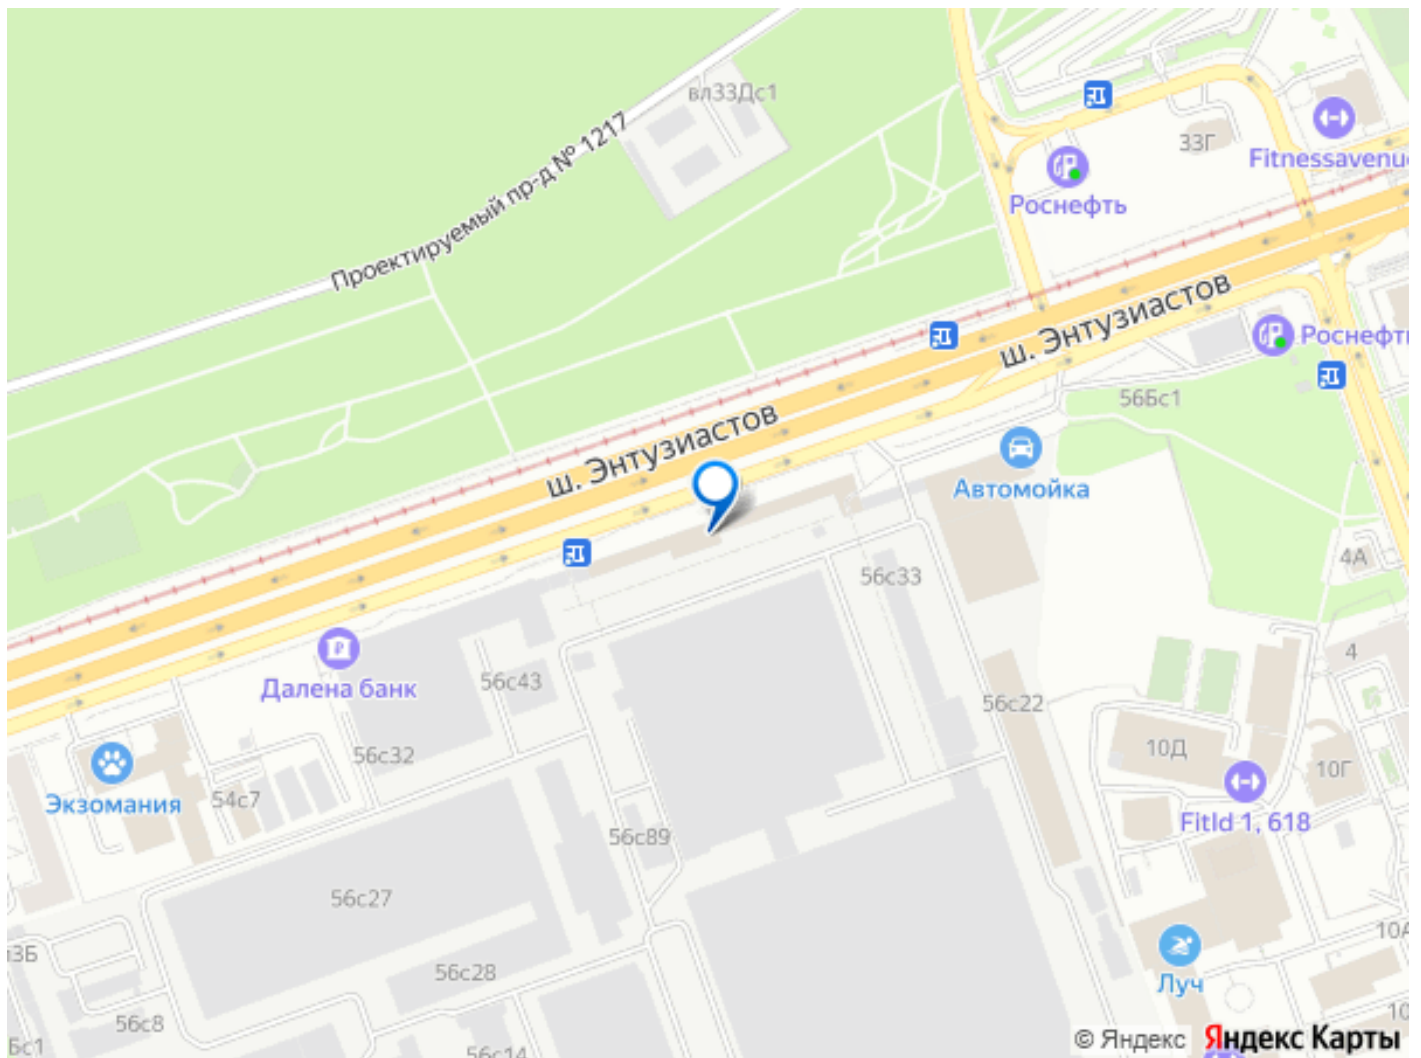 вл33Дс1
33Г
Fitnessavenu
Проектируемый пр-д № 1217
Роснефть
ш. Энтузиастов
Роснефть
56Бс1
ш. Энтузиастов
Автомойка
4А
56с33
4
Далена банк
56с43
56с22
56с32
10Д
10Г
Экзомания
54с7
FitId 1, 618
56с89
56с27
10А
3Б
56с28
Луч
56с8
10
Бс1
56с14
© Яндекс
Яндекс Карты